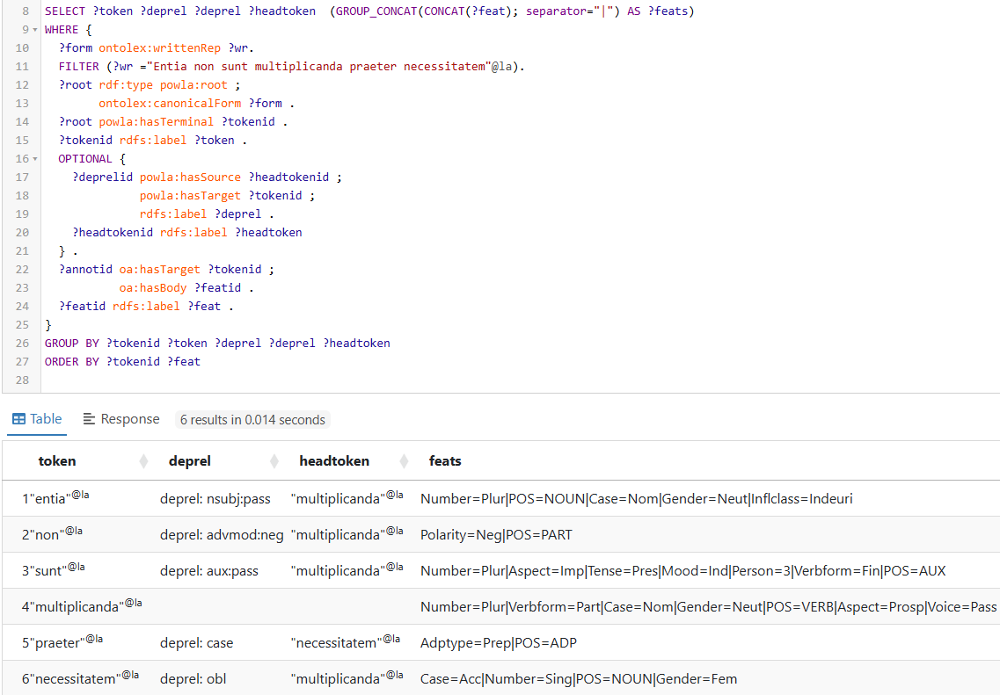 8 SELECT ?token ?deprel ?deprel ?headtoken (GROUP_CONCAT(CONCAT(?feat); separator="|") AS ?feats)
9 WHERE {
10 ?form ontolex:writtenRep ?wr.
11 FILTER (?wr ="Entia non sunt multiplicanda praeter necessitatem"@la).
12 ?root rdf:type powla:root ;
13 ontolex:canonicalForm ?form .
14 ?root powla:hasTerminal ?tokenid .
15 ?tokenid rdfs:label ?token .
16 OPTIONAL {
17 ?deprelid powla:hasSource ?headtokenid ;
18 powla:hasTarget ?tokenid ;
19 rdfs:label ?deprel .
20 ?headtokenid rdfs:label ?headtoken
21 } .
22 ?annotid oa:hasTarget ?tokenid ;
23 oa:hasBody ?featid .
24 ?featid rdfs:label ?feat .
25 }
26 GROUP BY ?tokenid ?token ?deprel ?deprel ?headtoken
27 ORDER BY ?tokenid ?feat
28
Table Response 6 results in 0.014 seconds
token deprel headtoken feats
1 "entia"@la deprel: nsubj:pass "multiplicanda"@la Number=Plur|POS=NOUN|Case=Nom|Gender=Neut|Inflclass=Indeuri
2 "non"@la deprel: advmod:neg "multiplicanda"@la Polarity=Neg|POS=PART
3 "sunt"@la deprel: aux:pass "multiplicanda"@la Number=Plur|Aspect=Imp|Tense=Pres|Mood=Ind|Person=3|Verbform=Fin|POS=AUX
4 "multiplicanda"@la Number=Plur|Verbform=Part|Case=Nom|Gender=Neut|POS=VERB|Aspect=Prosp|Voice=Pass
5 "praeter"@la deprel: case "necessitatem"@la Adptype=Prep|POS=ADP
6 "necessitatem"@la deprel: obl "multiplicanda"@la Case=Acc|Number=Sing|POS=NOUN|Gender=Fem